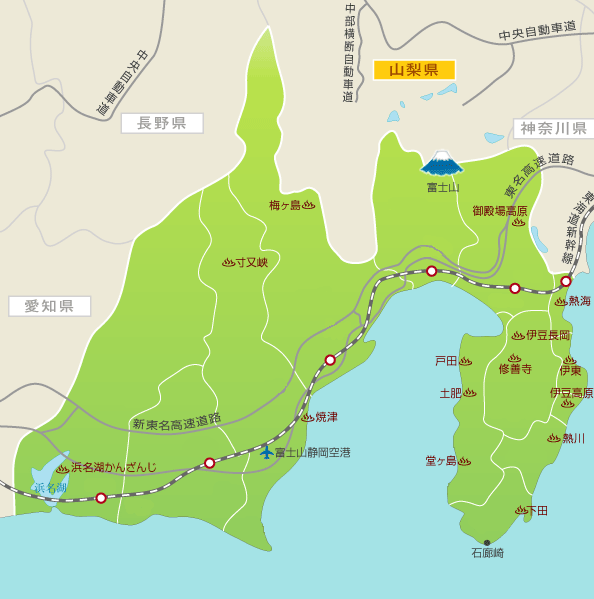 中部横断自動車道
中央自動車道
中央自動車道
山梨県
長野県
神奈川県
東名高速道路
富士山
梅ヶ島
御殿場高原
東海道新幹線
寸又峡
愛知県
熱海
伊豆長岡
戸田
修善寺
伊東
土肥
伊豆高原
焼津
新東名高速道路
熱川
富士山静岡空港
堂ヶ島
浜名湖かんざんじ
浜名湖
下田
石廊崎